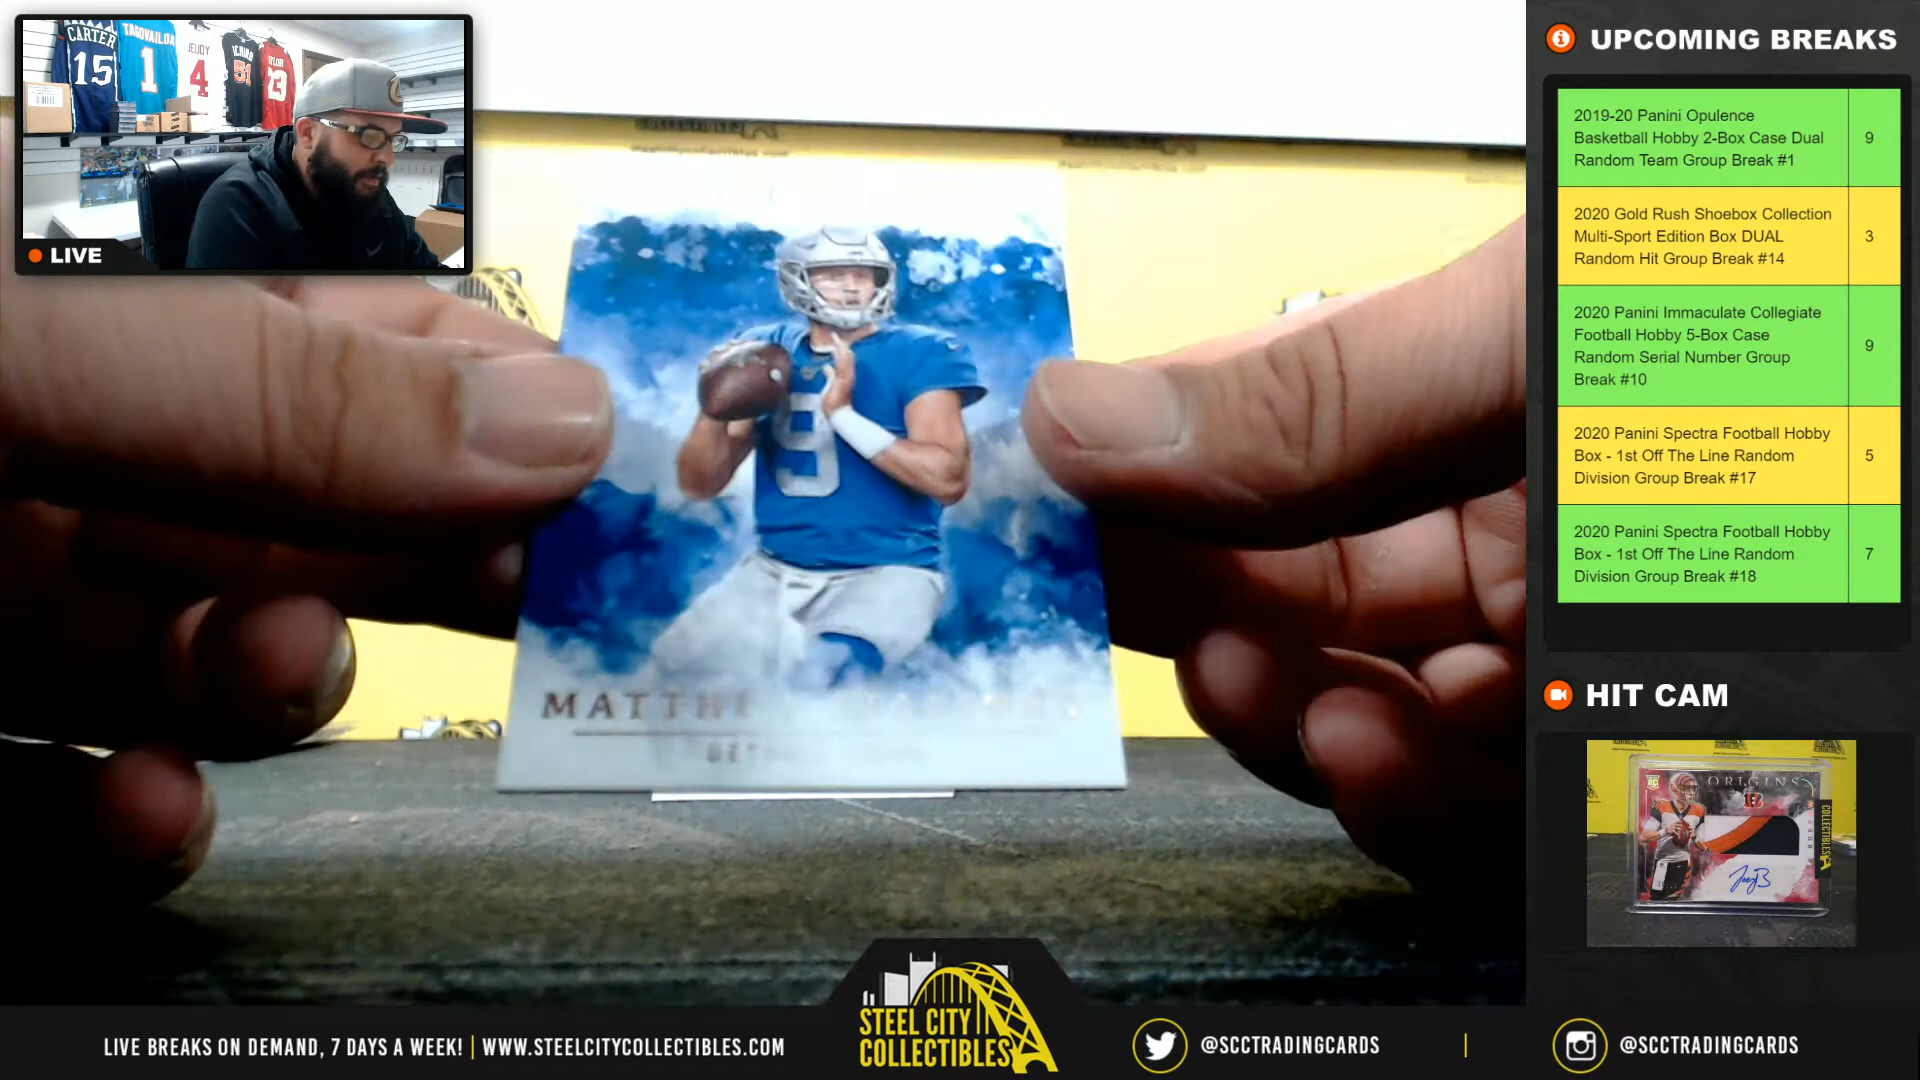 CARTER
15
TAGOVAILOA
1
JEUDY
4
51
23
LIVE
9
MATTHE
DET
UPCOMING BREAKS
2019-20 Panini Opulence
Basketball Hobby 2-Box Case Dual
Random Team Group Break #1
9
2020 Gold Rush Shoebox Collection
Multi-Sport Edition Box DUAL
Random Hit Group Break #14
3
2020 Panini Immaculate Collegiate
Football Hobby 5-Box Case
Random Serial Number Group
Break #10
9
2020 Panini Spectra Football Hobby
Box - 1st Off The Line Random
Division Group Break #17
5
2020 Panini Spectra Football Hobby
Box - 1st Off The Line Random
Division Group Break #18
7
HIT CAM
ORIGINS
COLLECTIBLES
LIVE BREAKS ON DEMAND, 7 DAYS A WEEK! | WWW.STEELCITYCOLLECTIBLES.COM
STEEL CITY
COLLECTIBLES
@SCCTRADINGCARDS
|
@SCCTRADINGCARDS